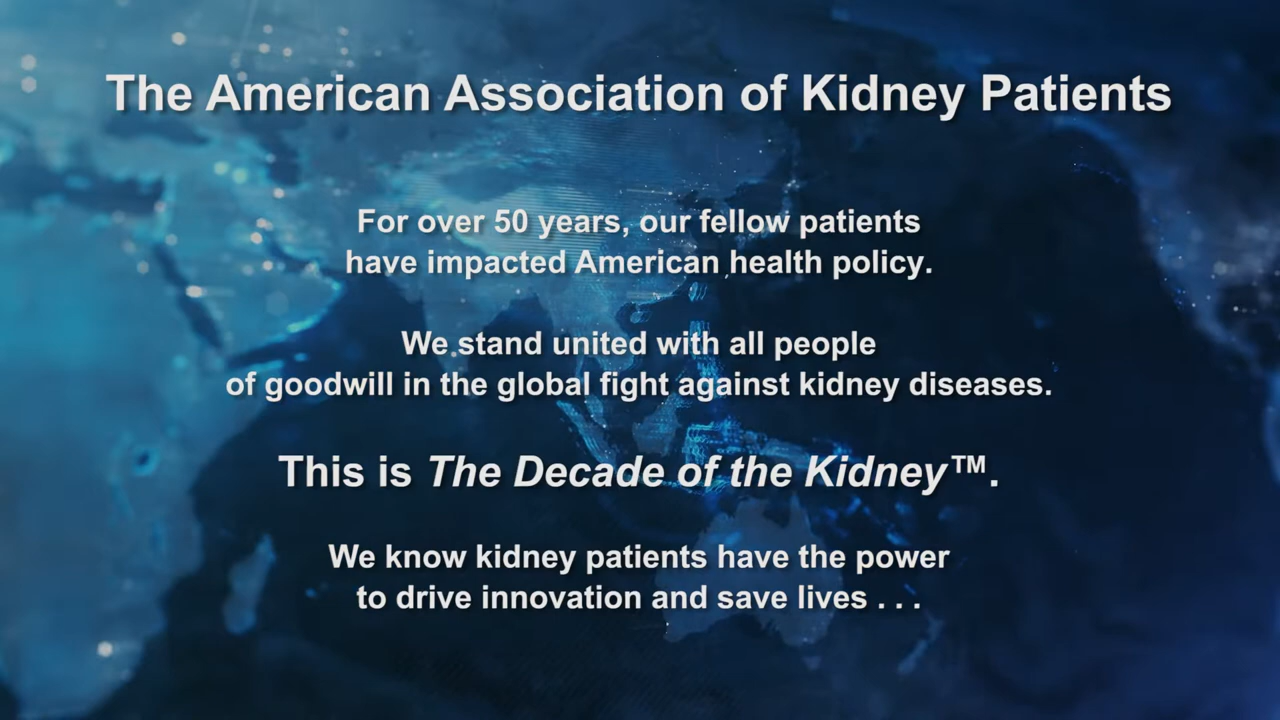 The American Association of Kidney Patients
For over 50 years, our fellow patients
have impacted American health policy.
We stand united with all people
of goodwill in the global fight against kidney diseases.
This is The Decade of the Kidney™.
We know kidney patients have the power
to drive innovation and save lives . . .